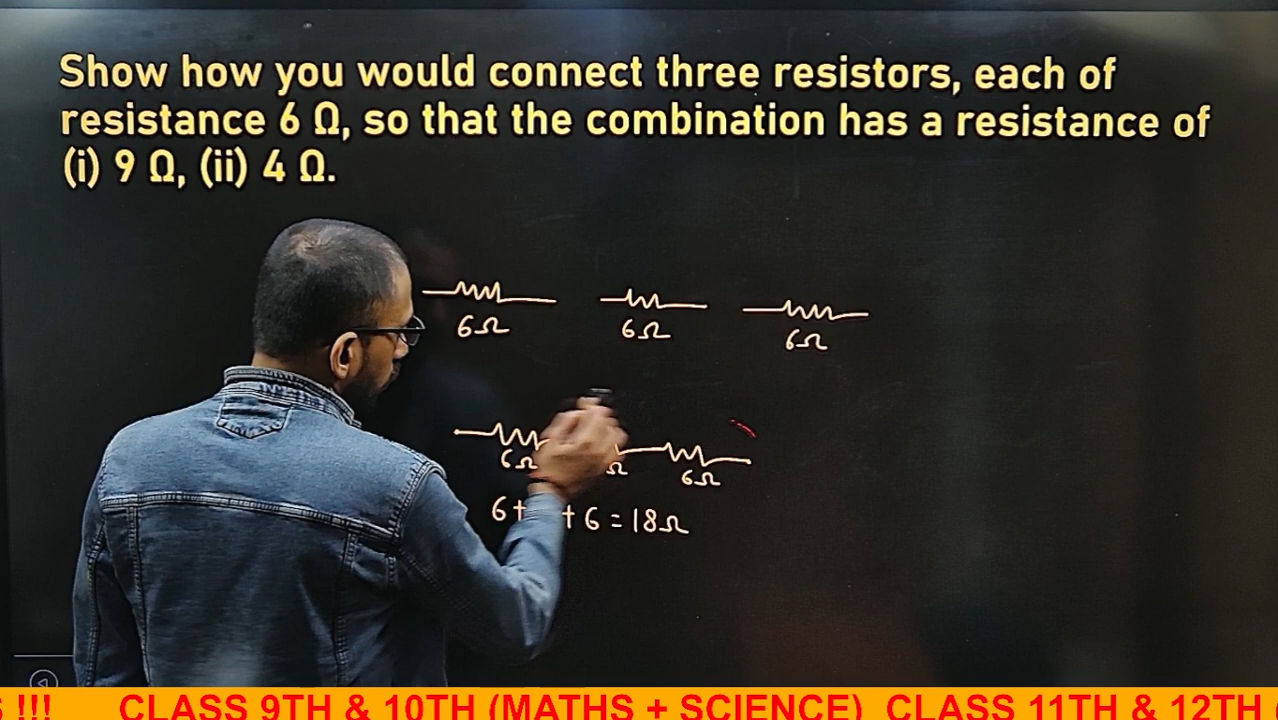 Show how you would connect three resistors, each of
resistance 6 Ω, so that the combination has a resistance of
(i) 9 Ω, (ii) 4 Ω.
6Ω 6Ω 6Ω
6Ω Ω 6Ω
6+ +6=18Ω
!!! CLASS 9TH & 10TH (MATHS + SCIENCE) CLASS 11TH & 12TH